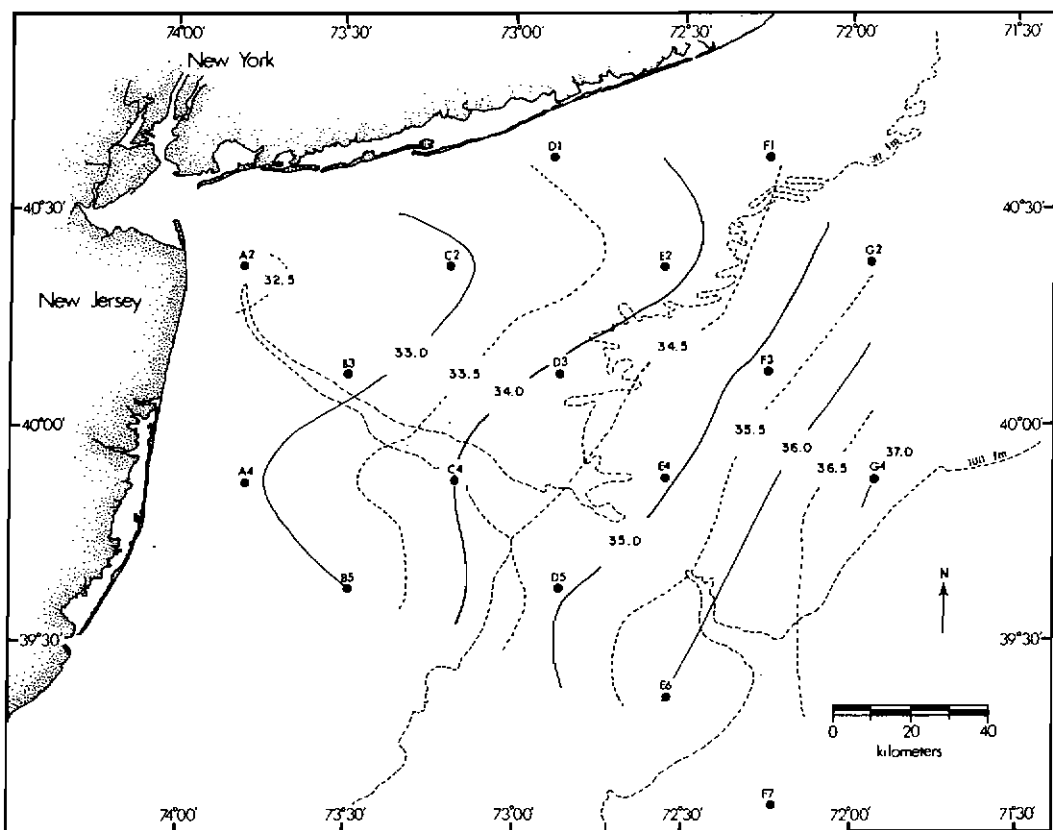 74°00' 73°30' 73°00' 72°30' 72°00' 71°30'
New York
D1 F1
30 fm
40°30' 40°30'
A2 C2 E2 G2
32.5
New Jersey
34.5
33.0
B3 33.5 D3 F3
34.0
35.5
40°00' 40°00'
36.0 37.0
36.5
A4 C4 E4 G4 100 fm
35.0
B5 D5 N
39°30' 39°30'
E6
0 20 40
kilometers
F7
74°00' 73°30' 73°00' 72°30' 72°00' 71°30'